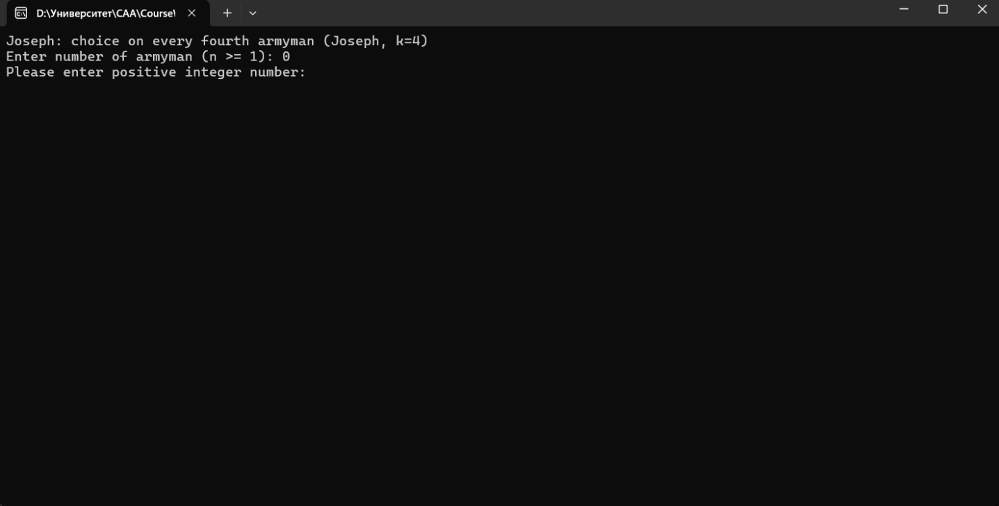 D:\Университет\САА\Course\
Joseph: choice on every fourth armyman (Joseph, k=4)
Enter number of armyman (n >= 1): 0
Please enter positive integer number: